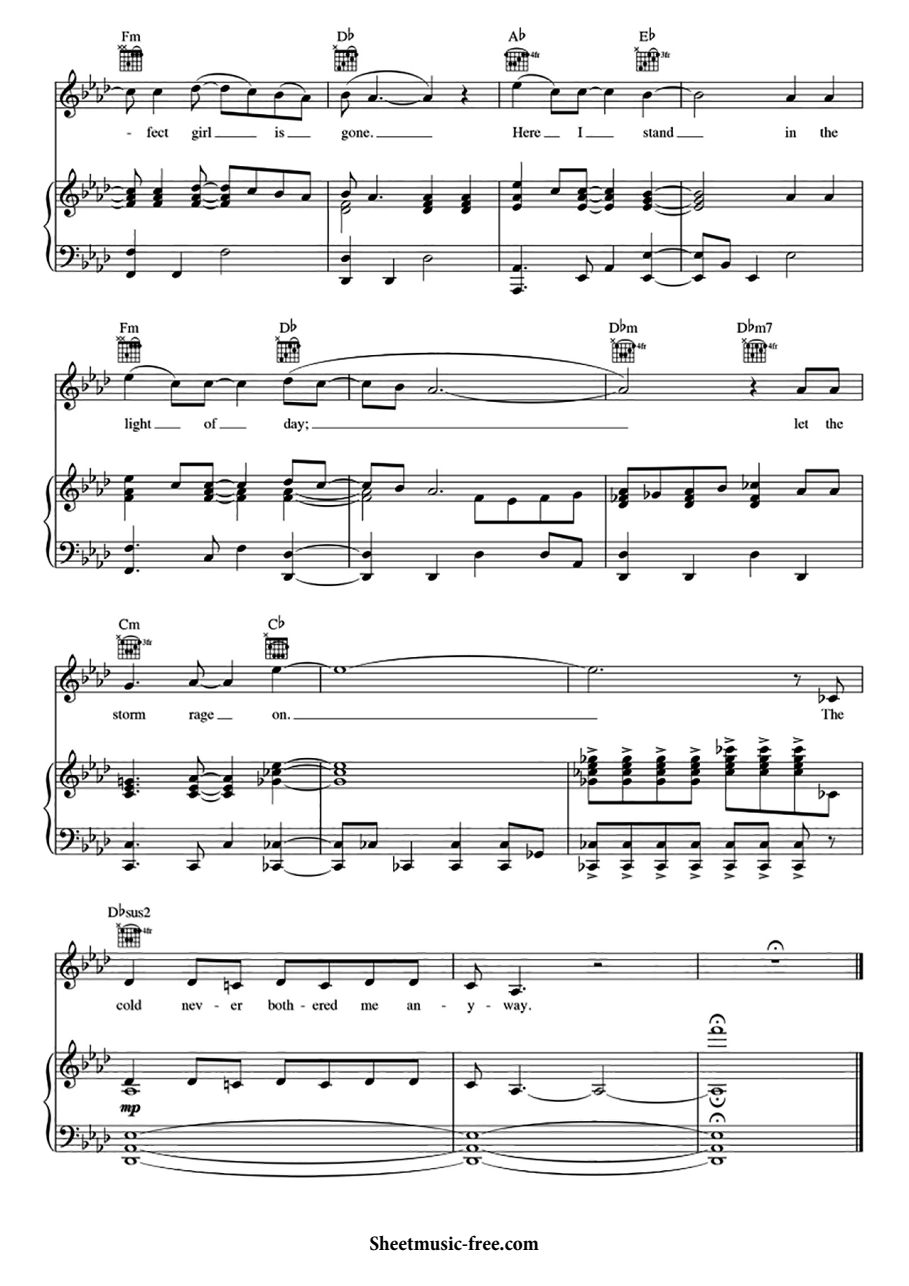 Fm D♭ A♭ E♭
4fr 3fr
- fect girl is gone. Here I stand in the
Fm D♭ D♭m D♭m7
4fr 4fr
light of day; let the
Cm C♭
3fr
storm rage on. The
D♭sus2
4fr
cold nev - er both - ered me an - y - way.
mp
Sheetmusic-free.com